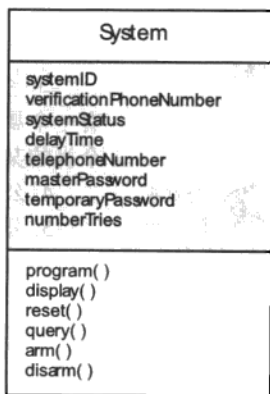 System
systemID
verificationPhoneNumber
systemStatus
delayTime
telephoneNumber
masterPassword
temporaryPassword
numberTries
program( )
display( )
reset( )
query( )
arm( )
disarm( )